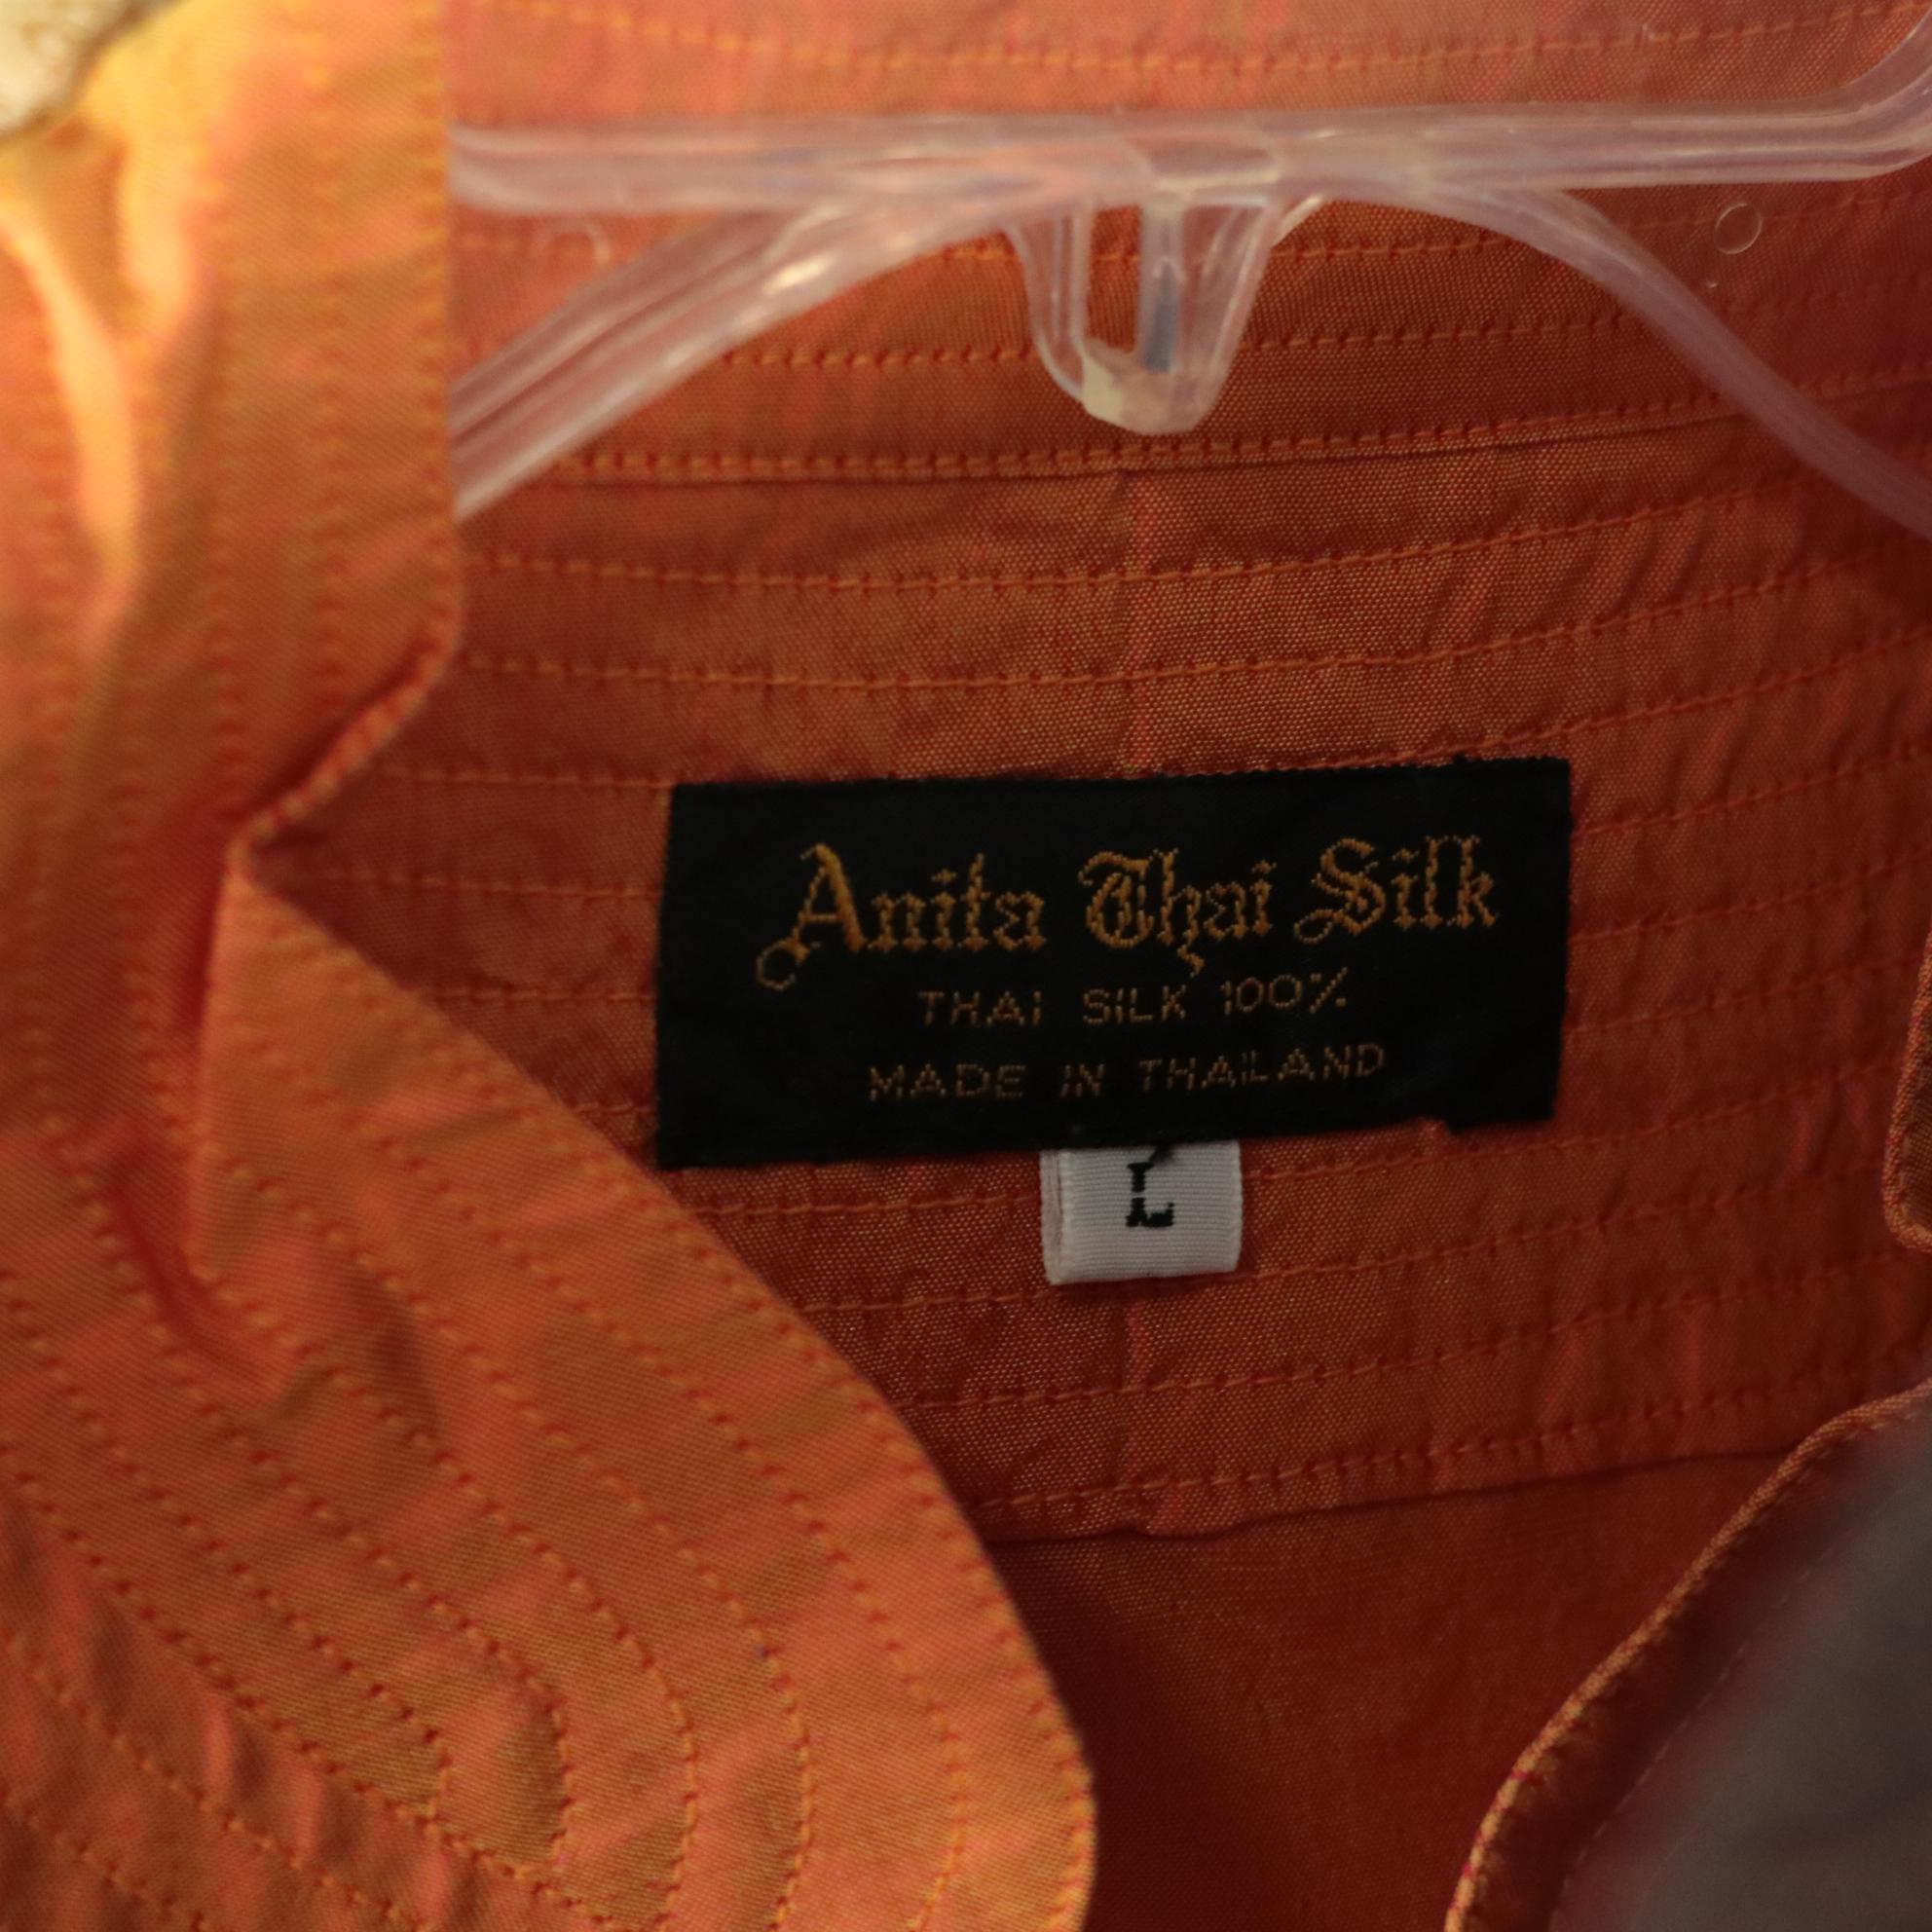 Anita Thai Silk
THAI SILK 100%
MADE IN THAILAND
L